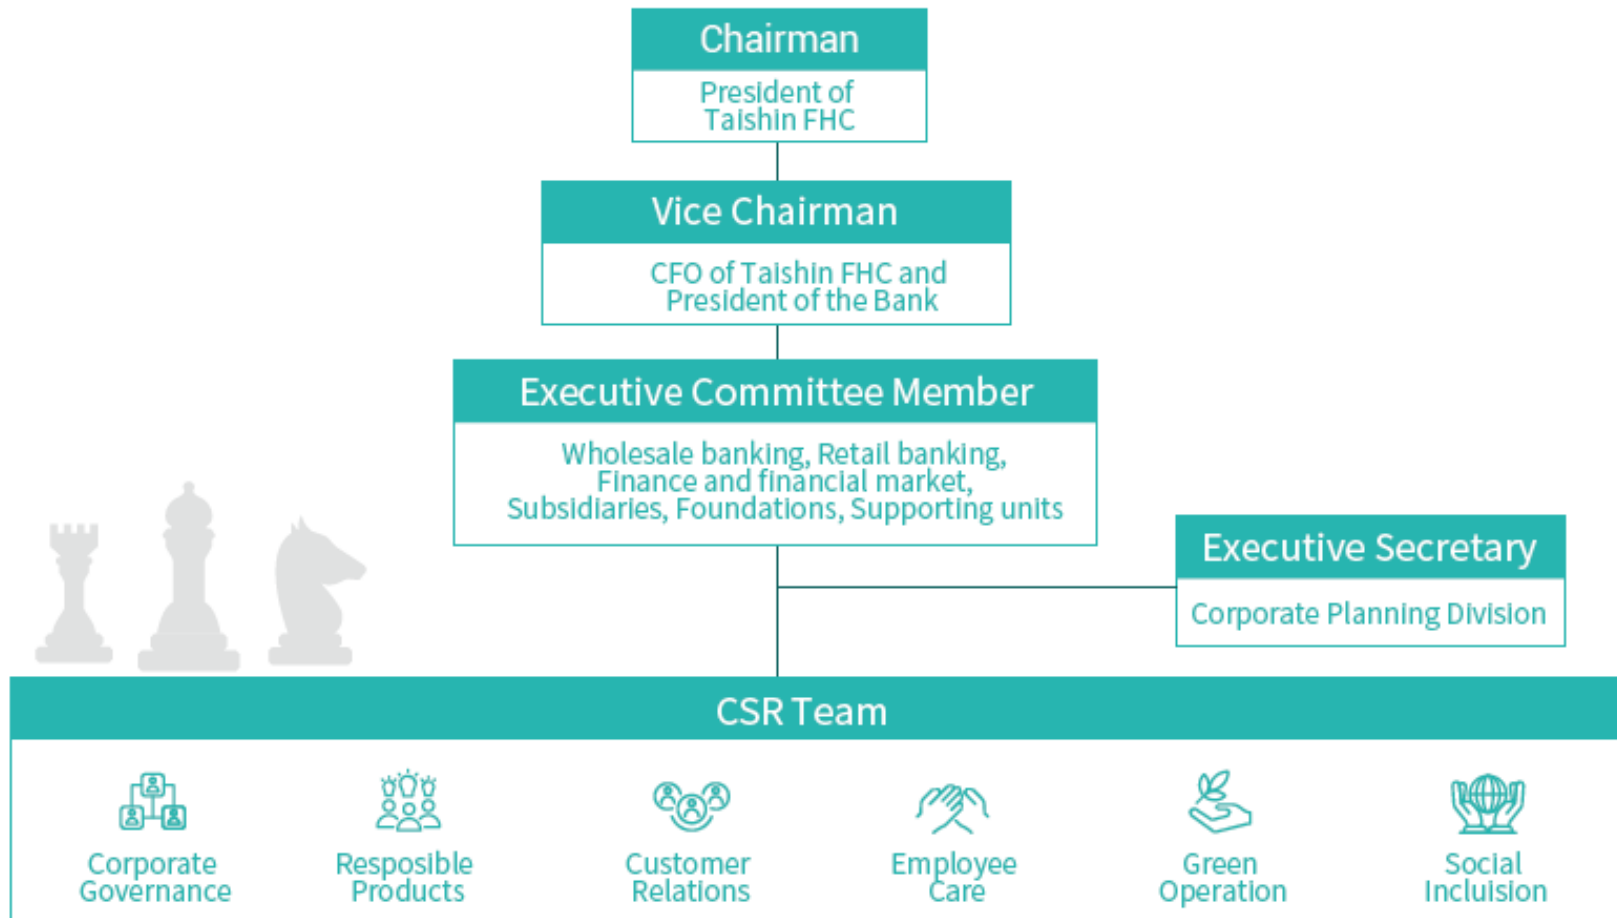 Chairman
President of
Taishin FHC
Vice Chairman
CFO of Taishin FHC and
President of the Bank
Executive Committee Member
Wholesale banking, Retail banking,
Finance and financial market,
Subsidiaries, Foundations, Supporting units
Executive Secretary
Corporate Planning Division
CSR Team
Corporate
Governance
Resposible
Products
Customer
Relations
Employee
Care
Green
Operation
Social
Incluision